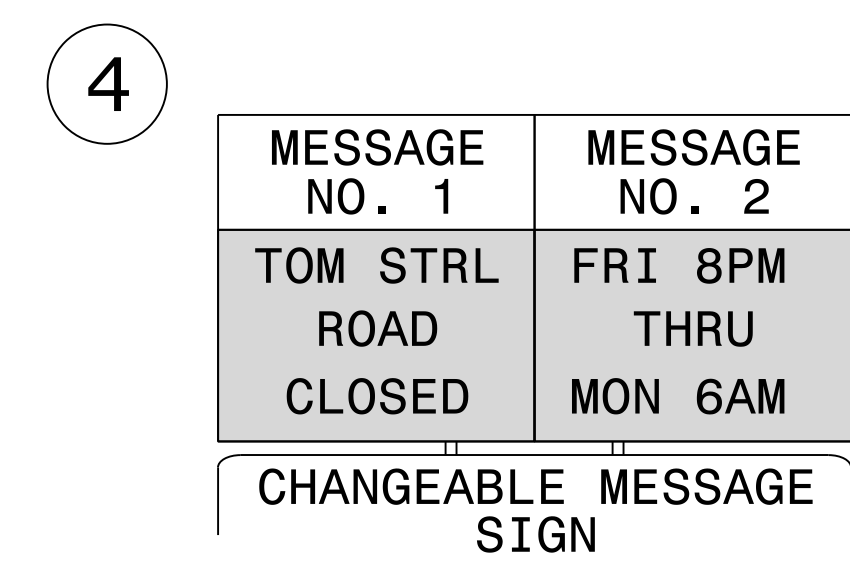 4
MESSAGE NO. 1
MESSAGE NO. 2
TOM STRL
ROAD
CLOSED
FRI 8PM
THRU
MON 6AM
CHANGEABLE MESSAGE
SIGN